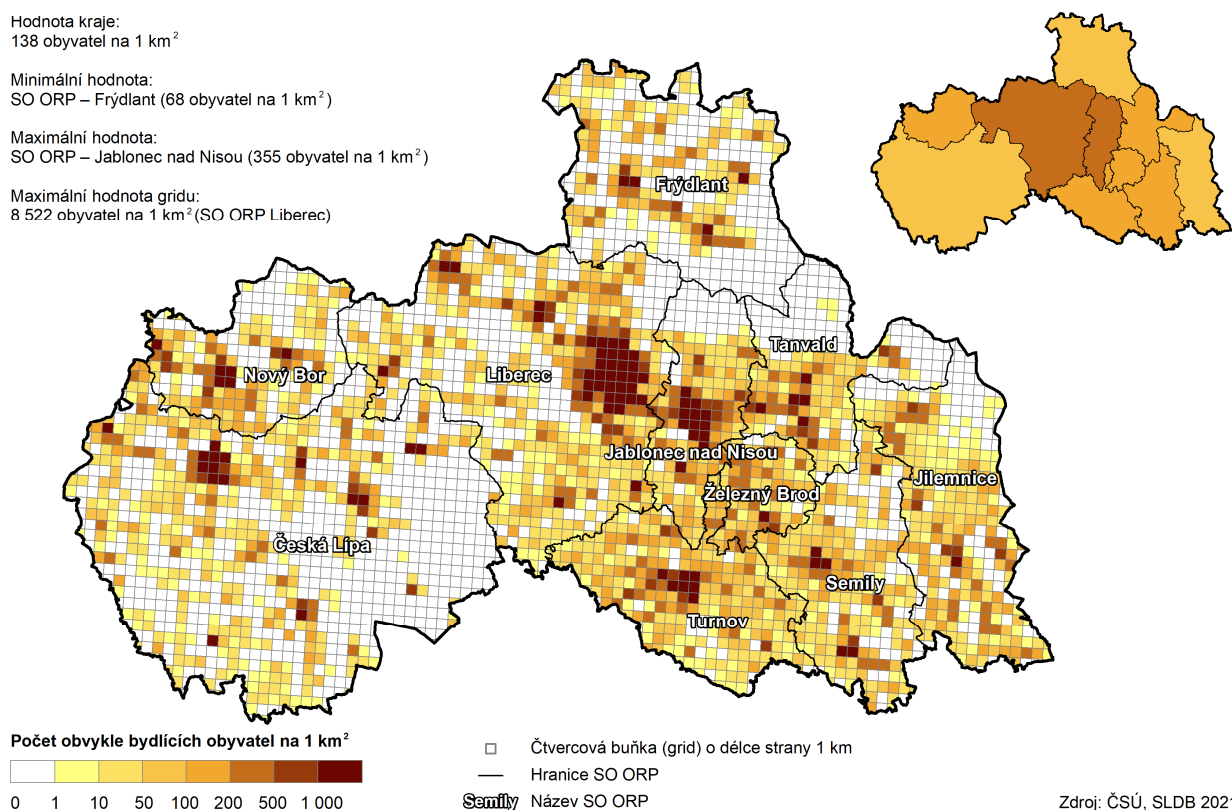 Hodnota kraje:
138 obyvatel na 1 km²
Minimální hodnota:
SO ORP – Frýdlant (68 obyvatel na 1 km²)
Maximální hodnota:
SO ORP – Jablonec nad Nisou (355 obyvatel na 1 km²)
Maximální hodnota gridu:
8 522 obyvatel na 1 km² (SO ORP Liberec)
Frýdlant
Tanvald
Nový Bor
Liberec
Jablonec nad Nisou
Jilemnice
Železný Brod
Česká Lípa
Semily
Turnov
Počet obvykle bydlících obyvatel na 1 km²
0 1 10 50 100 200 500 1 000
Čtvercová buňka (grid) o délce strany 1 km
Hranice SO ORP
Semily Název SO ORP
Zdroj: ČSÚ, SLDB 202